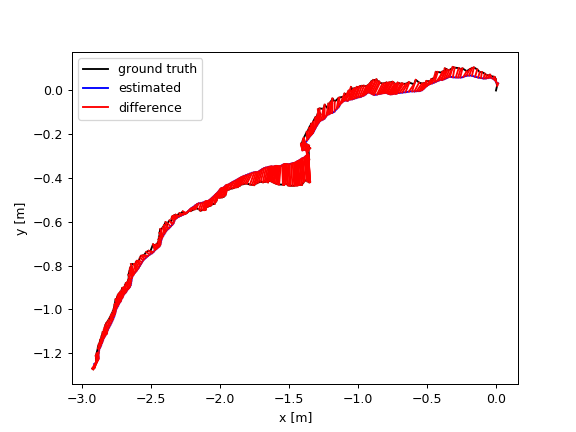 ground truth
estimated
difference
0.0
−0.2
−0.4
−0.6
−0.8
−1.0
−1.2
y [m]
−3.0 −2.5 −2.0 −1.5 −1.0 −0.5 0.0
x [m]